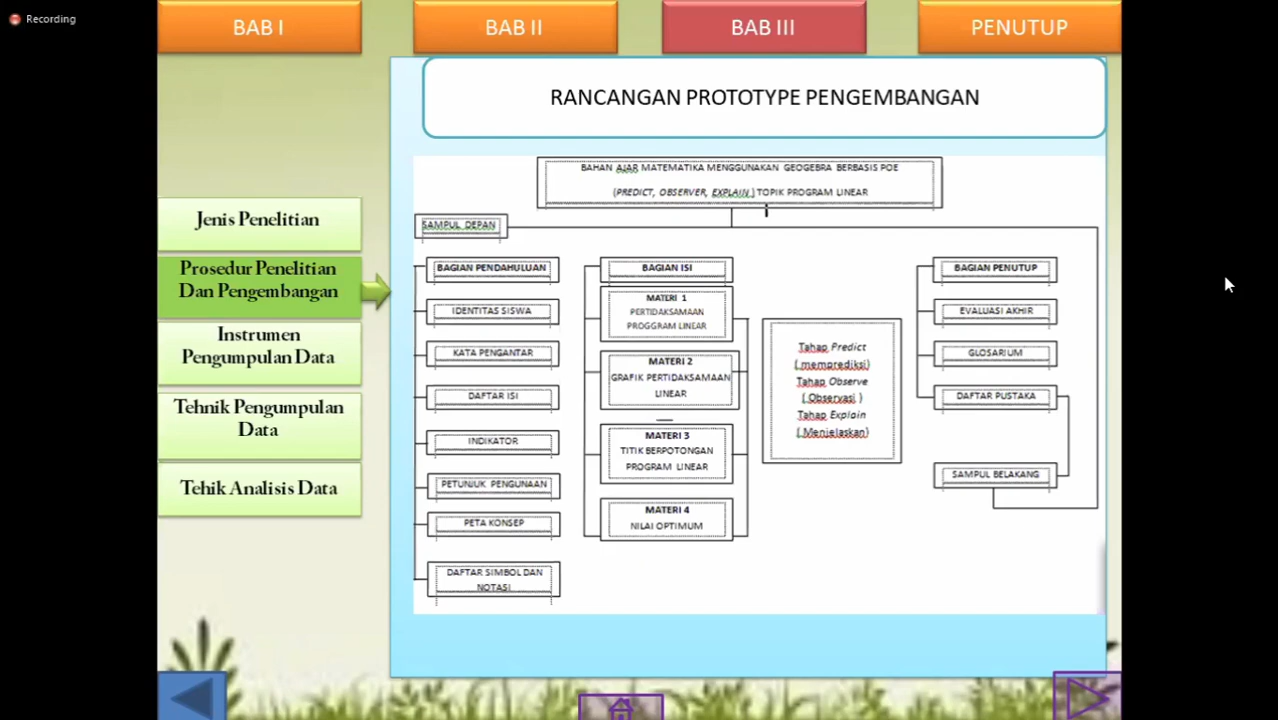 Recording
BAB I
BAB II
BAB III
PENUTUP
RANCANGAN PROTOTYPE PENGEMBANGAN
Jenis Penelitian
Prosedur Penelitian
Dan Pengembangan
Instrumen
Pengumpulan Data
Tehnik Pengumpulan
Data
Tehik Analisis Data
BAHAN AJAR MATEMATIKA MENGGUNAKAN GEOGEBRA BERBASIS POE
(PREDICT, OBSERVER, EXPLAIN ) TOPIK PROGRAM LINEAR
SAMPUL DEPAN
BAGIAN PENDAHULUAN
IDENTITAS SISWA
KATA PENGANTAR
DAFTAR ISI
INDIKATOR
PETUNJUK PENGUNAAN
PETA KONSEP
DAFTAR SIMBOL DAN
NOTASI
BAGIAN ISI
MATERI 1
PERTIDAKSAMAAN
PROGGRAM LINEAR
MATERI 2
GRAFIK PERTIDAKSAMAAN
LINEAR
MATERI 3
TITIK BERPOTONGAN
PROGRAM LINEAR
MATERI 4
NILAI OPTIMUM
Tahap Predict
( memprediksi)
Tahap Observe
( Observasi )
Tahap Explain
( Menjelaskan)
BAGIAN PENUTUP
EVALUASI AKHIR
GLOSARIUM
DAFTAR PUSTAKA
SAMPUL BELAKANG